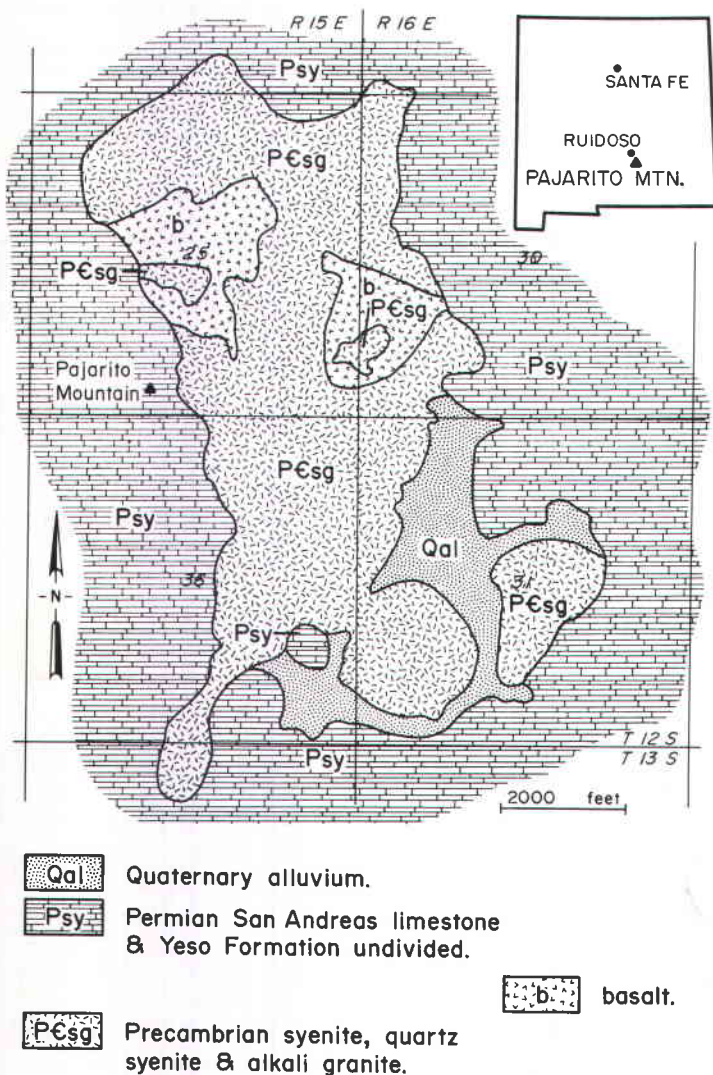 R 15 E R 16 E
Psy
SANTA FE
RUIDOSO
PAJARITO MTN.
P€sg
b
25
P€sg
30
b
P€sg
Pajarito
Mountain
Psy
P€sg
Psy
Qal
36
31
P€sg
-N-
Psy
Psy
T 12 S
T 13 S
2000 feet
Qal Quaternary alluvium.
Psy Permian San Andreas limestone
& Yeso Formation undivided.
b basalt.
P€sg Precambrian syenite, quartz
syenite & alkali granite.